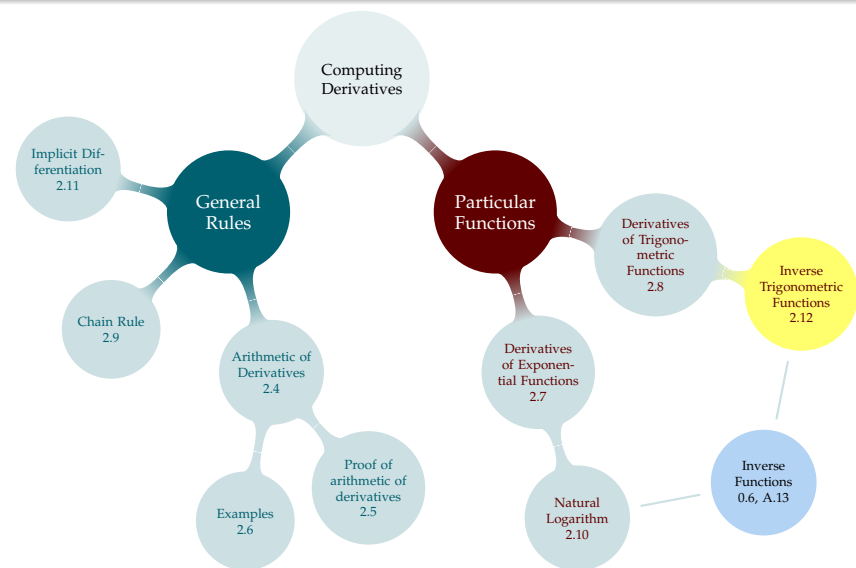 Computing
Derivatives
Implicit Dif-
ferentiation
2.11
General
Rules
Particular
Functions
Derivatives
of Trigono-
metric
Functions
2.8
Inverse
Trigonometric
Functions
2.12
Chain Rule
2.9
Arithmetic of
Derivatives
2.4
Derivatives
of Exponen-
tial Functions
2.7
Proof of
arithmetic of
derivatives
2.5
Examples
2.6
Natural
Logarithm
2.10
Inverse
Functions
0.6, A.13